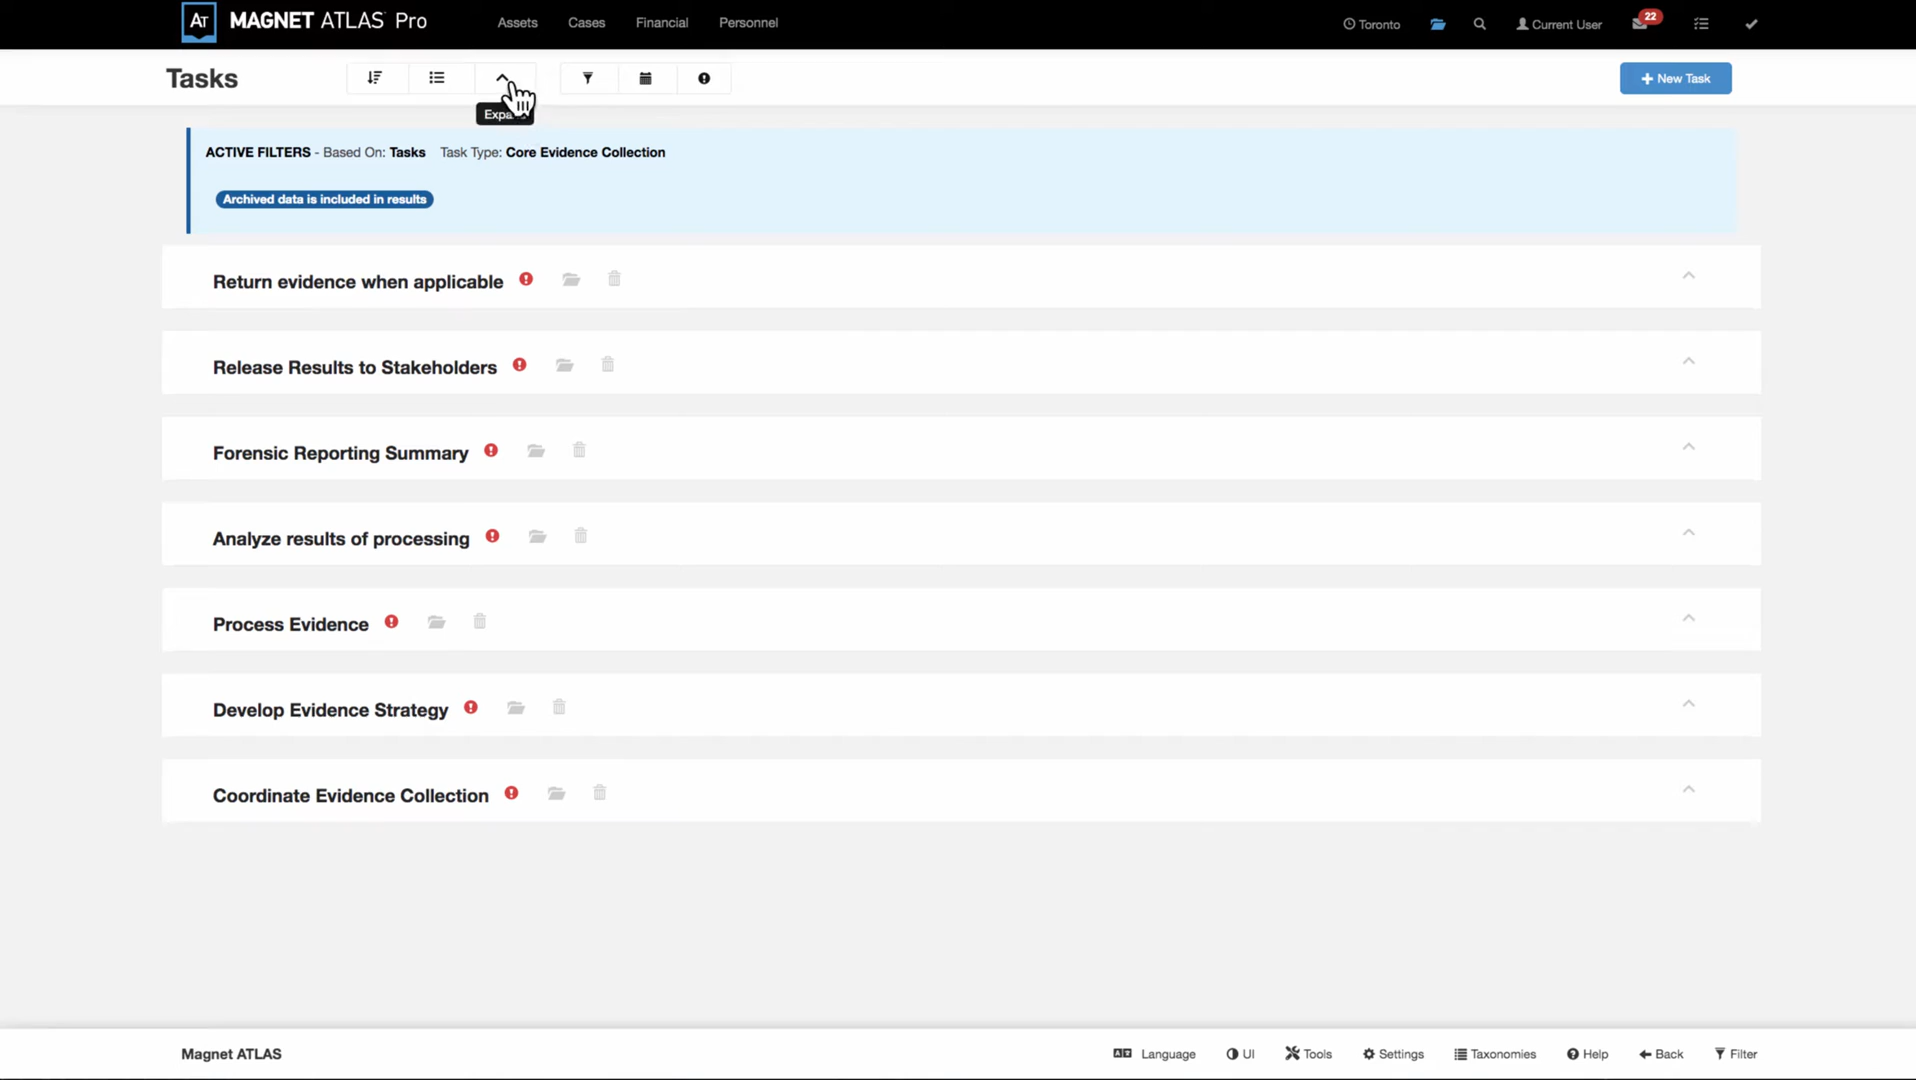 AT MAGNET ATLAS Pro Assets Cases Financial Personnel Toronto Current User 22
Tasks + New Task
ACTIVE FILTERS - Based On: Tasks Task Type: Core Evidence Collection
Archived data is included in results
Return evidence when applicable
Release Results to Stakeholders
Forensic Reporting Summary
Analyze results of processing
Process Evidence
Develop Evidence Strategy
Coordinate Evidence Collection
Magnet ATLAS Language UI Tools Settings Taxonomies Help Back Filter